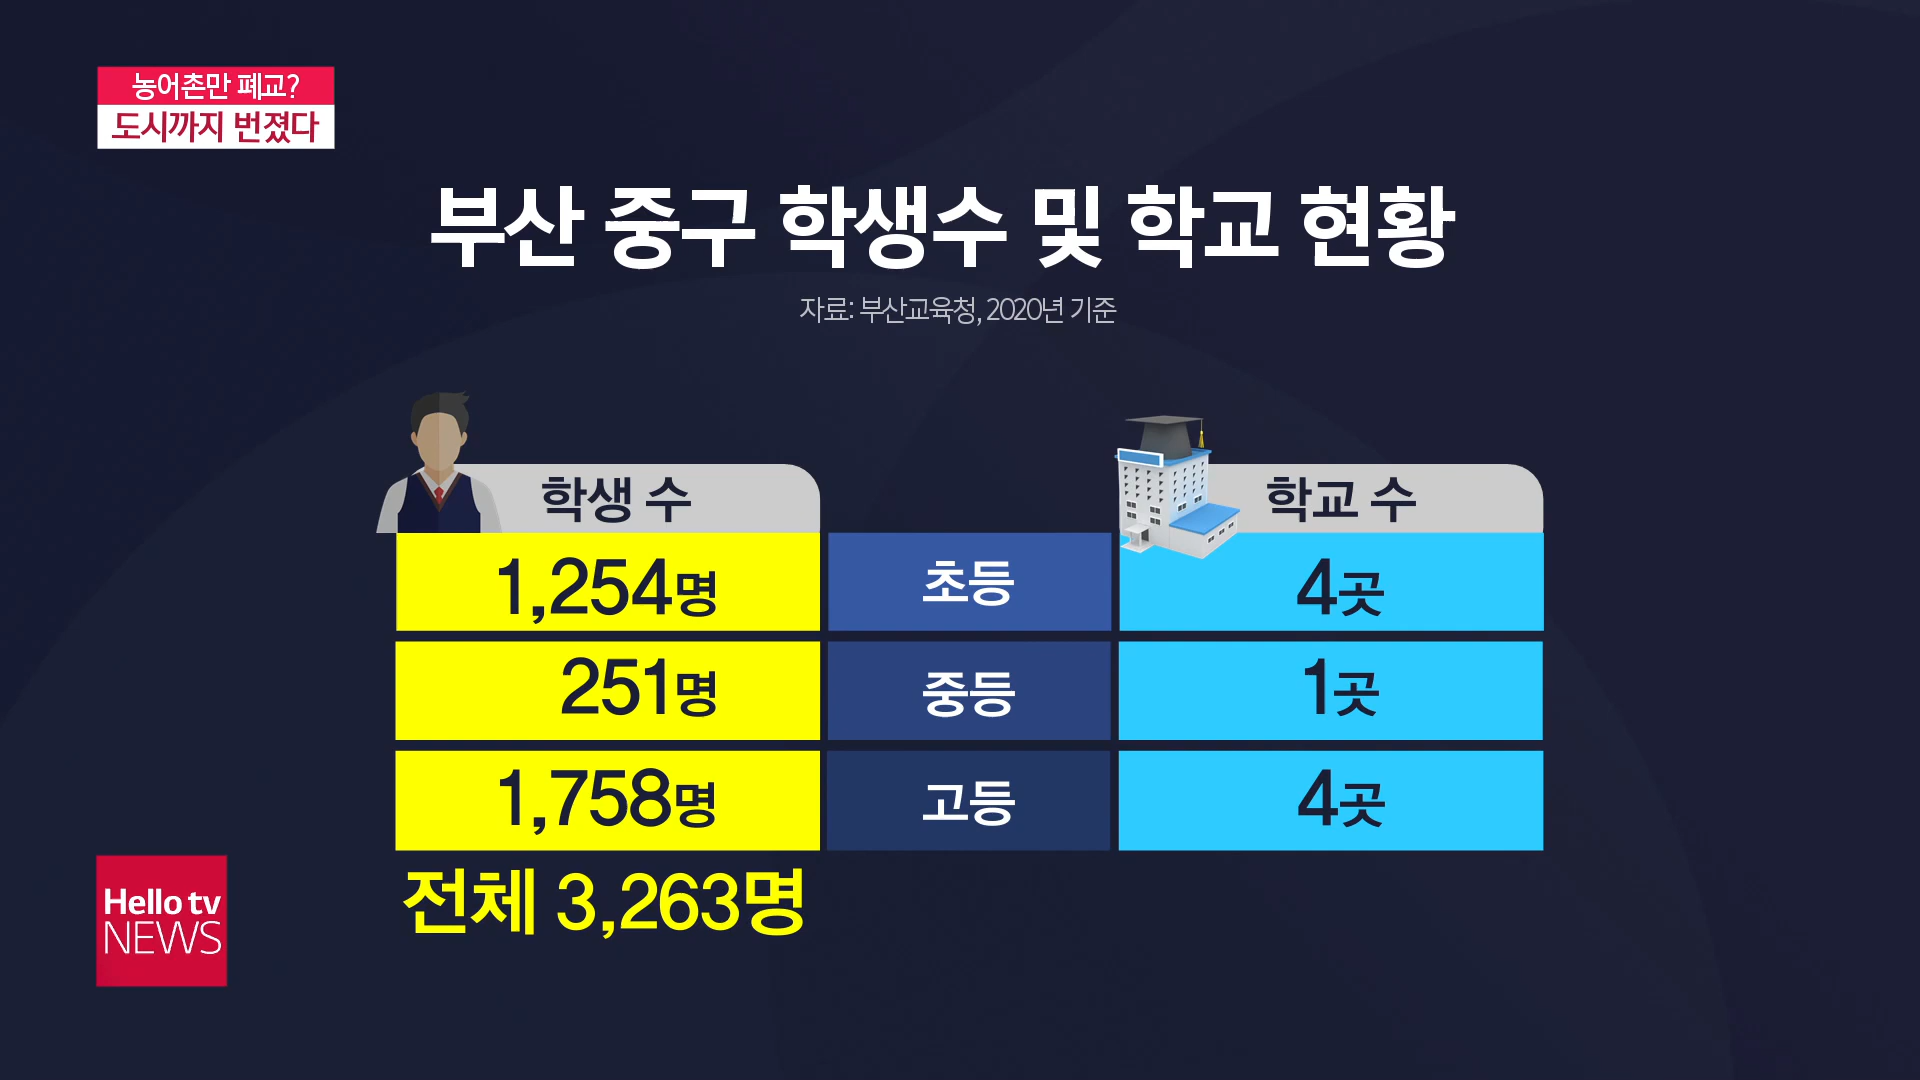 농어촌만 폐교?
도시까지 번졌다
부산 중구 학생수 및 학교 현황
자료: 부산교육청, 2020년 기준
학생 수
학교 수
1,254명 초등 4곳
251명 중등 1곳
1,758명 고등 4곳
전체 3,263명
Hello tv
NEWS